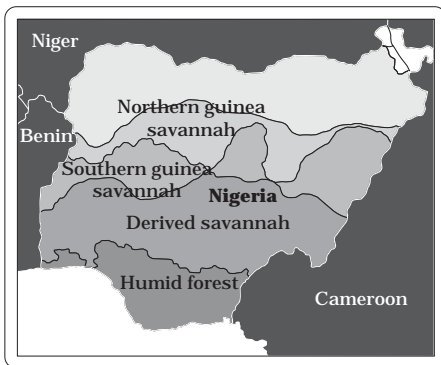 Niger
Northern guinea
savannah
Benin
Southern guinea
savannah
Nigeria
Derived savannah
Humid forest
Cameroon